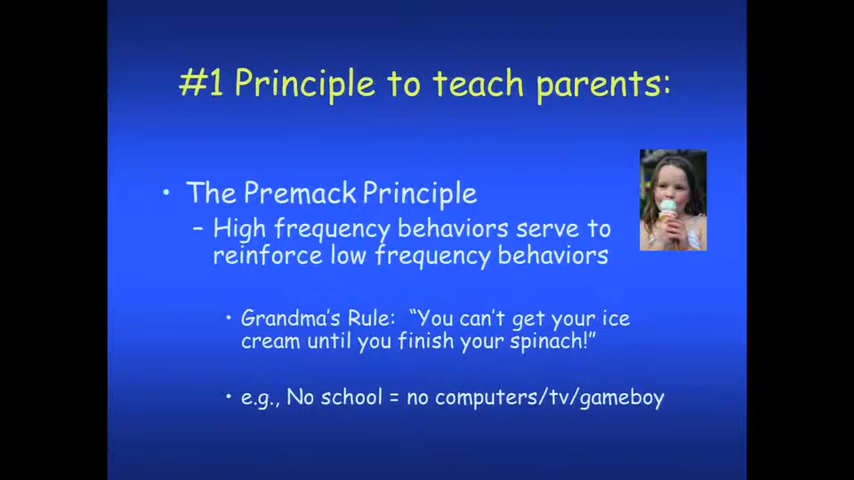 #1 Principle to teach parents:
• The Premack Principle
– High frequency behaviors serve to
reinforce low frequency behaviors
• Grandma's Rule: “You can't get your ice
cream until you finish your spinach!”
• e.g., No school = no computers/tv/gameboy